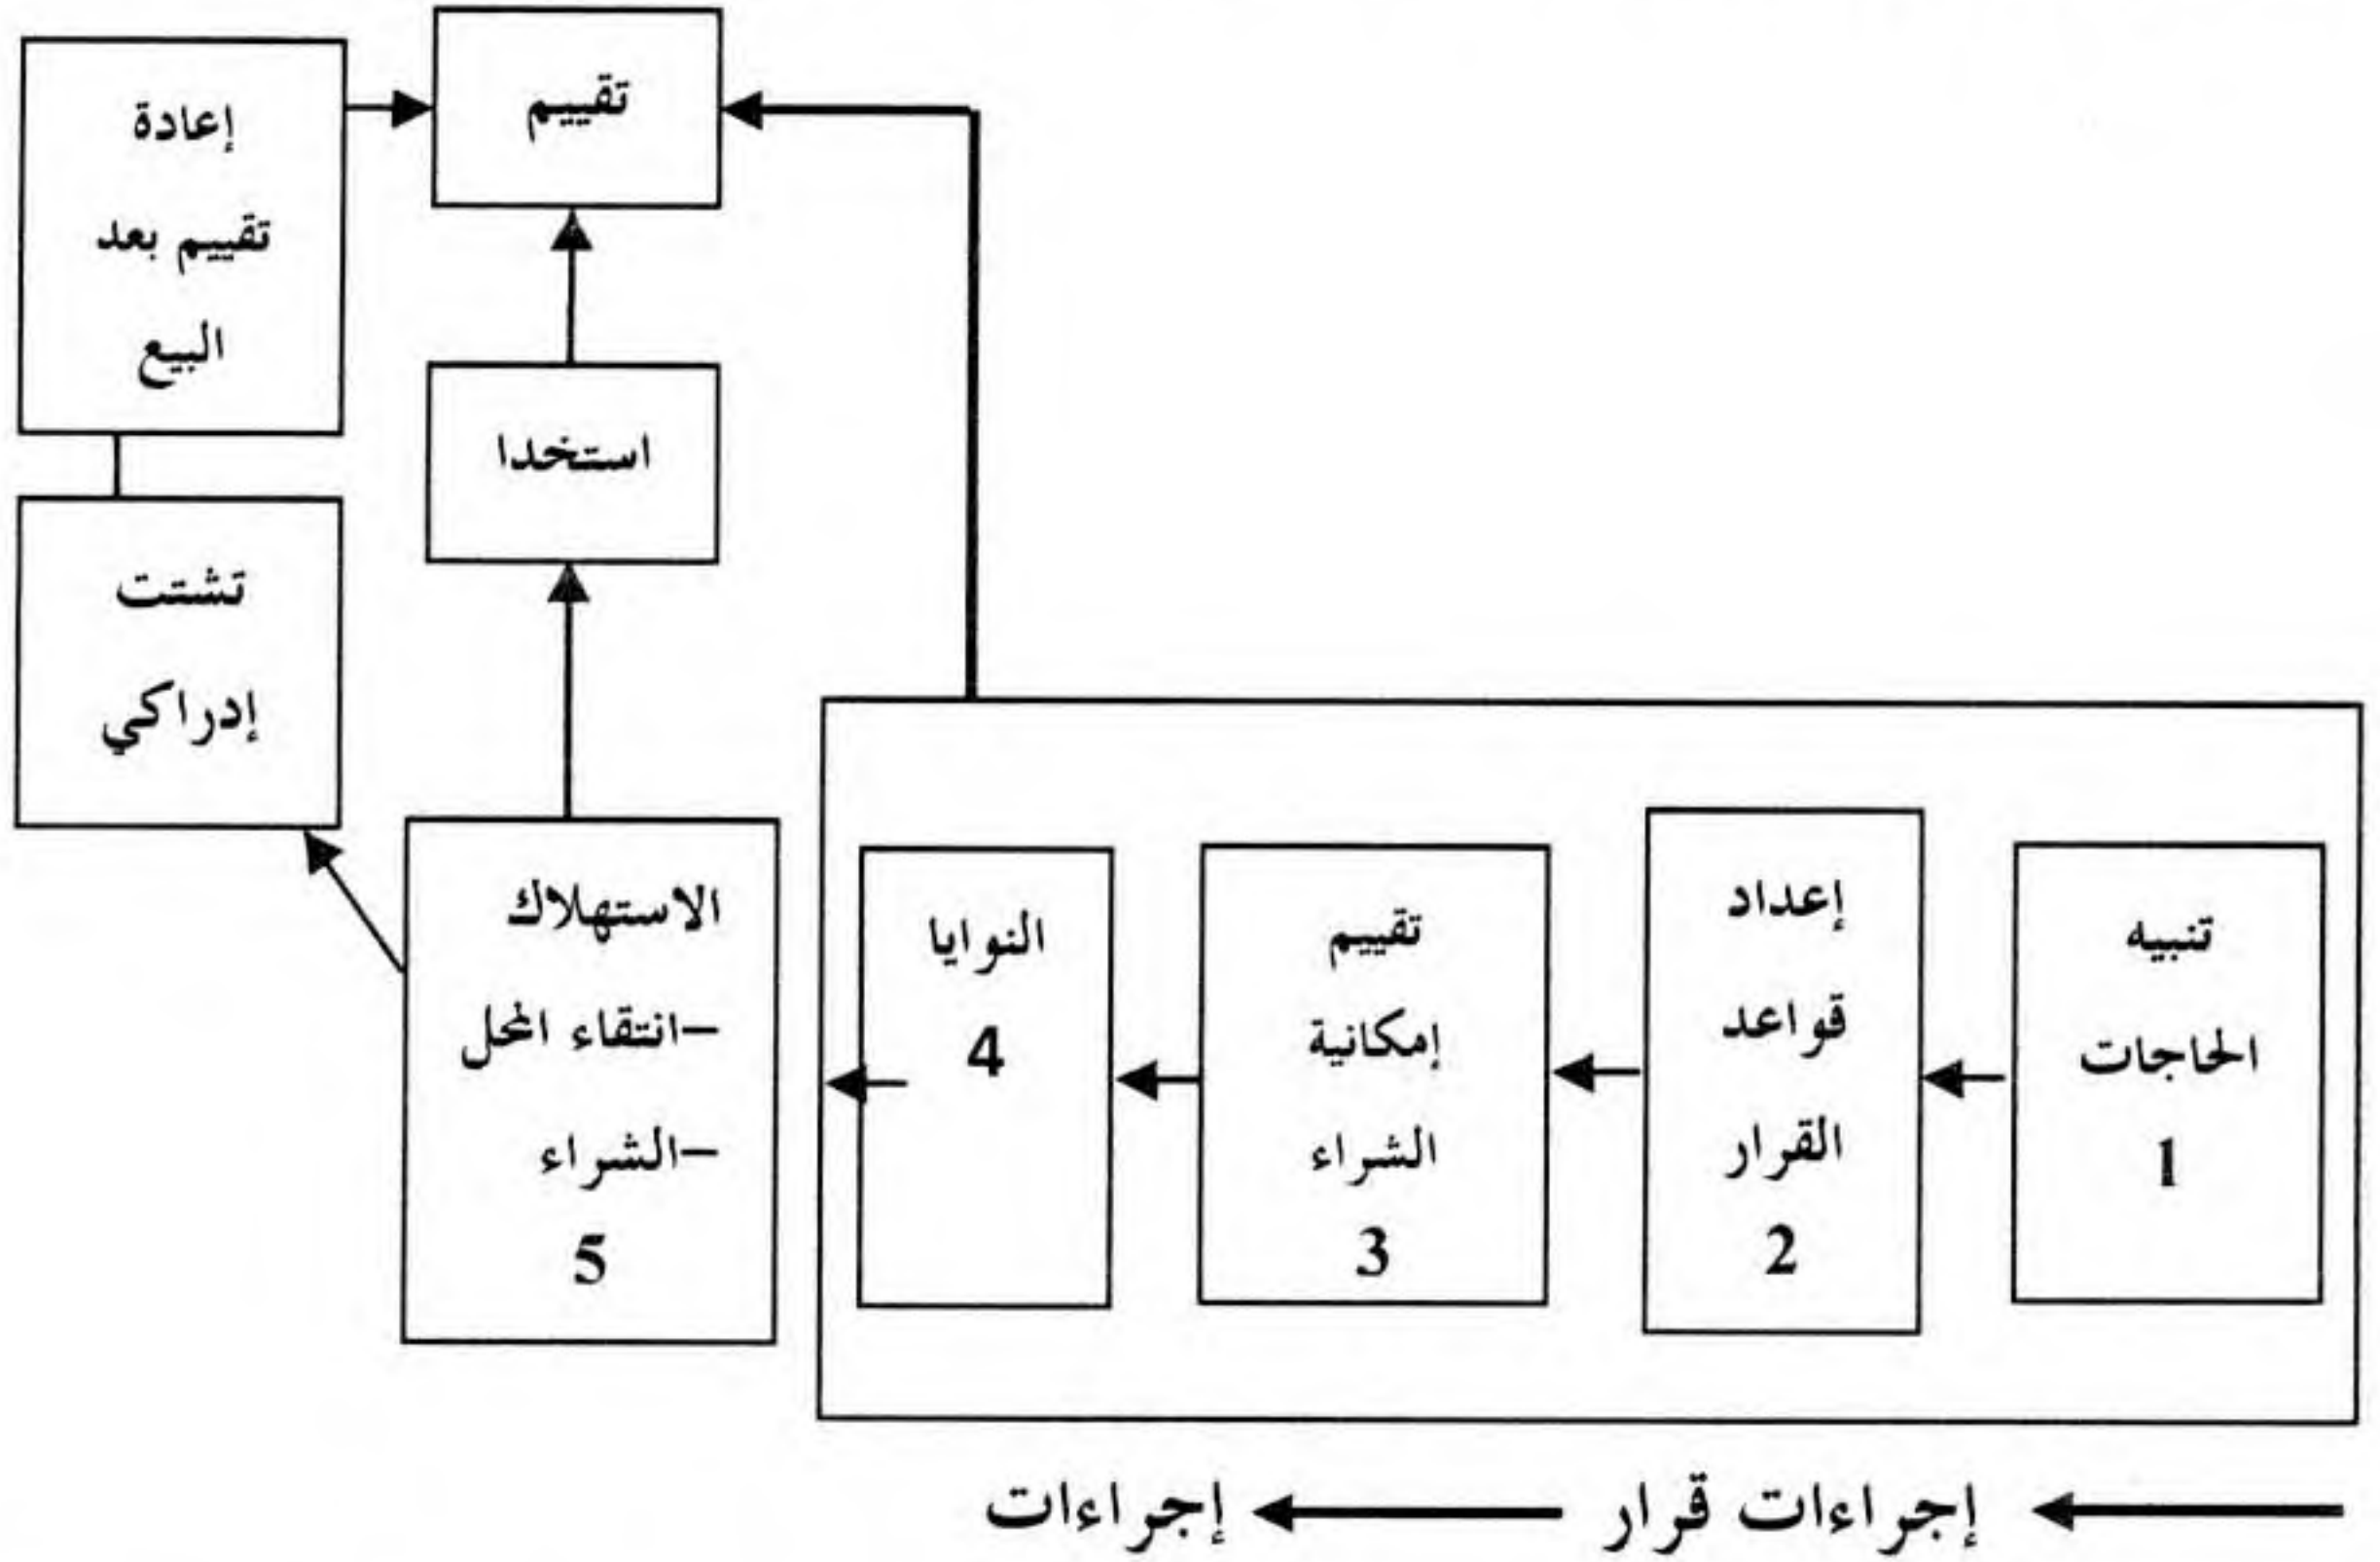 تقييم
إعادة
تقييم بعد
البيع
استخدا
تشتت
إدراكي
تنبيه
الحاجات
1
إعداد
قواعد
القرار
2
تقييم
إمكانية
الشراء
3
النوايا
4
الاستهلاك
–انتقاء المحل
–الشراء
5
إجراءات قرار
إجراءات